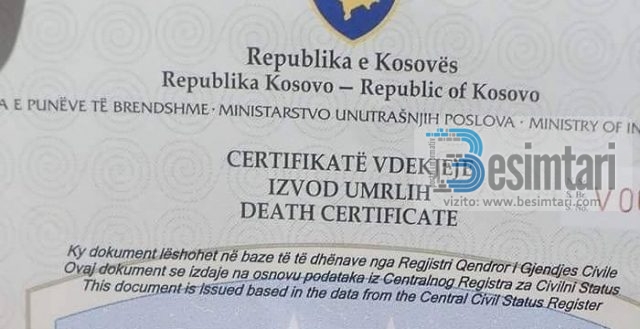 Republika e Kosovës
Republika Kosovo – Republic of Kosovo
A E PUNËVE TË BRENDSHME · MINISTARSTVO UNUTRAŠNJIH POSLOVA · MINISTRY OF IN
CERTIFIKATË VDEKJEJE
IZVOD UMRLIH
DEATH CERTIFICATE
Besimtari
vizito: www.besimtari.com
V 00
Ky dokument lëshohet në baze të të dhënave nga Regjistri Qendror i Gjendjes Civile
Ovaj dokument se izdaje na osnovu podataka iz Centralnog Registra za Civilni Status
This document is issued based in the data from the Central Civil Status Register